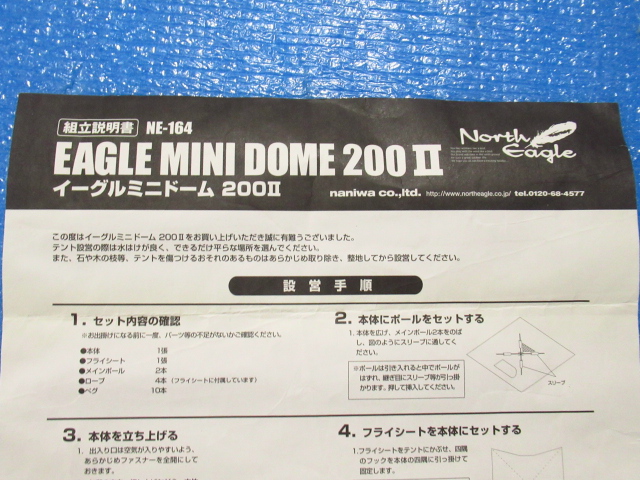 組立説明書 NE-164
EAGLE MINI DOME 200 II
イーグルミニドーム 200II
North Eagle
naniwa co.,ltd. http://www.northeagle.co.jp/ tel.0120-68-4577
この度はイーグルミニドーム 200IIをお買い上げいただき誠に有難うございました。
テント設営の際は水はけが良く、できるだけ平らな場所を選んでください。
また、石や木の枝等、テントを傷つけるおそれのあるものはあらかじめ取り除き、整地してから設営してください。
設営手順
1. セット内容の確認
※お出掛けになる前に一度、パーツ等の不足がないかご確認ください。
●本体 1張
●フライシート 1張
●メインポール 2本
●ロープ 4本(フライシートに付属しています)
●ペグ 10本
2. 本体にポールをセットする
1. 本体を広げ、メインポール2本をのば
し、図のようにスリーブに通してく
ださい。
※ポールは引き入れると中でポールが
はずれ、継ぎ目にスリーブ等が引っ掛
かります。押して挿入してください。
スリーブ
3. 本体を立ち上げる
1. 出入り口は空気が入りやすいよう、
あらかじめファスナーを全開にして
おきます。
4. フライシートを本体にセットする
1.フライシートをテントにかぶせ、四隅
のフックを本体の四隅に引っ掛けて
固定します。